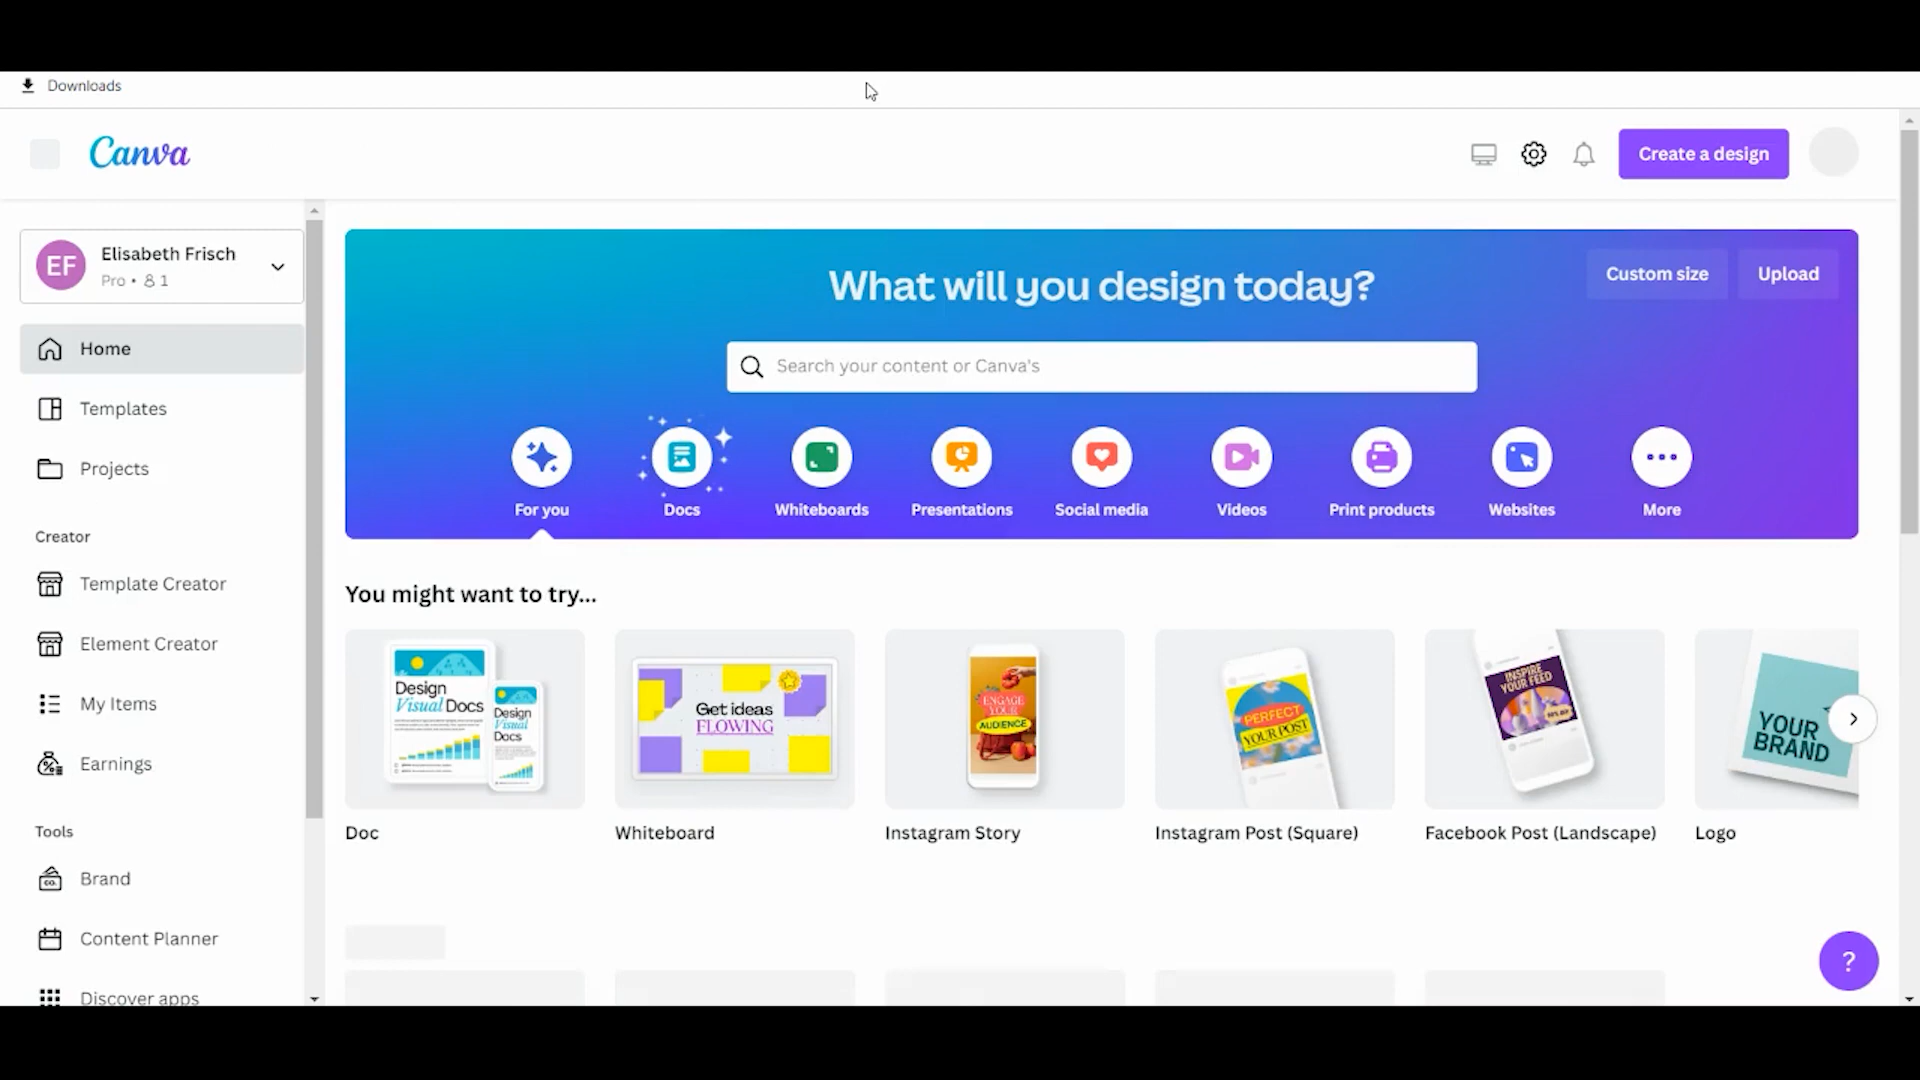 Downloads
Canva
Create a design
EF
Elisabeth Frisch
Pro • 1
Home
Templates
Projects
Creator
Template Creator
Element Creator
My Items
Earnings
Tools
Brand
CO.
Content Planner
Discover apps
What will you design today?
Custom size
Upload
Search your content or Canva's
For you
Docs
Whiteboards
Presentations
Social media
Videos
Print products
Websites
More
You might want to try...
Design
Visual Docs
Design
Visual
Docs
Get ideas
FLOWING
ENGAGE
YOUR
AUDIENCE
PERFECT
YOUR POST
INSPIRE
YOUR FEED
YOUR
BRAND
Doc
Whiteboard
Instagram Story
Instagram Post (Square)
Facebook Post (Landscape)
Logo
?